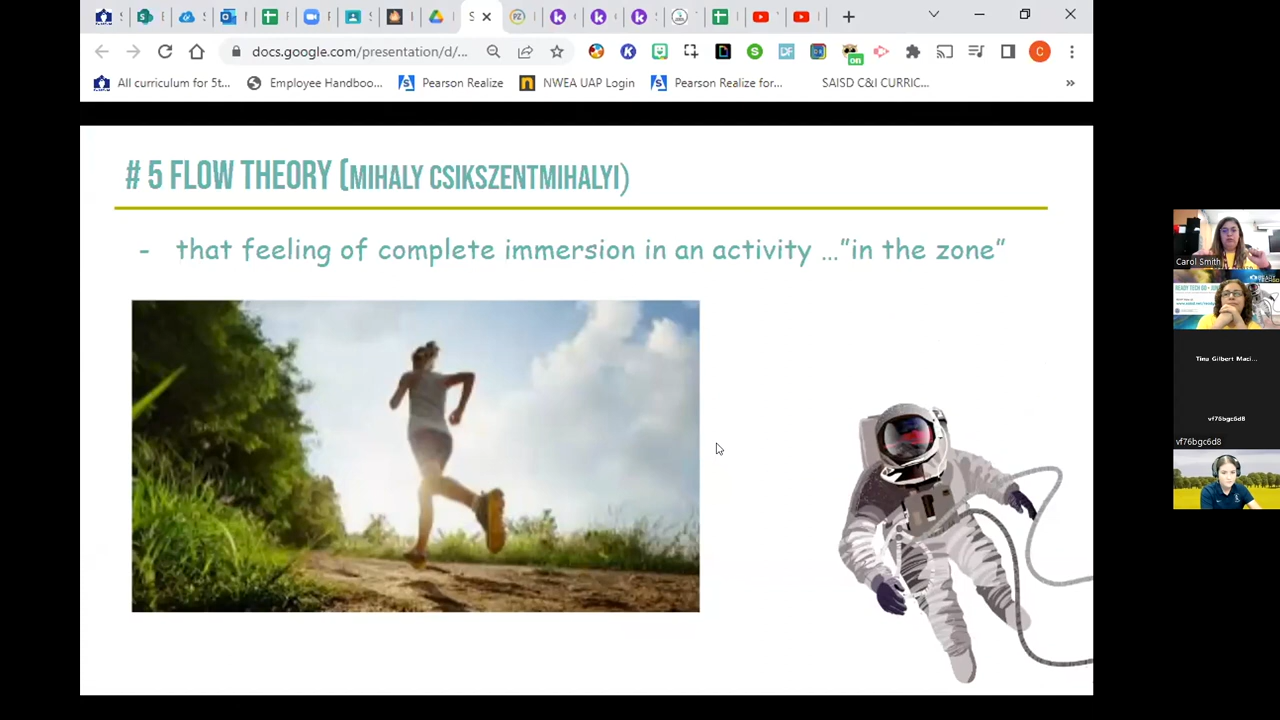 docs.google.com/presentation/d/...
on
C
All curriculum for 5t...
Employee Handboo...
Pearson Realize
NWEA UAP Login
Pearson Realize for...
SAISD C&I CURRIC...
»
# 5 FLOW THEORY (MIHALY CSIKSZENTMIHALYI)
- that feeling of complete immersion in an activity ..."in the zone"
Carol Smith
Tina Gilbert Maci...
vf76bgc6d8
vf76bgc6d8